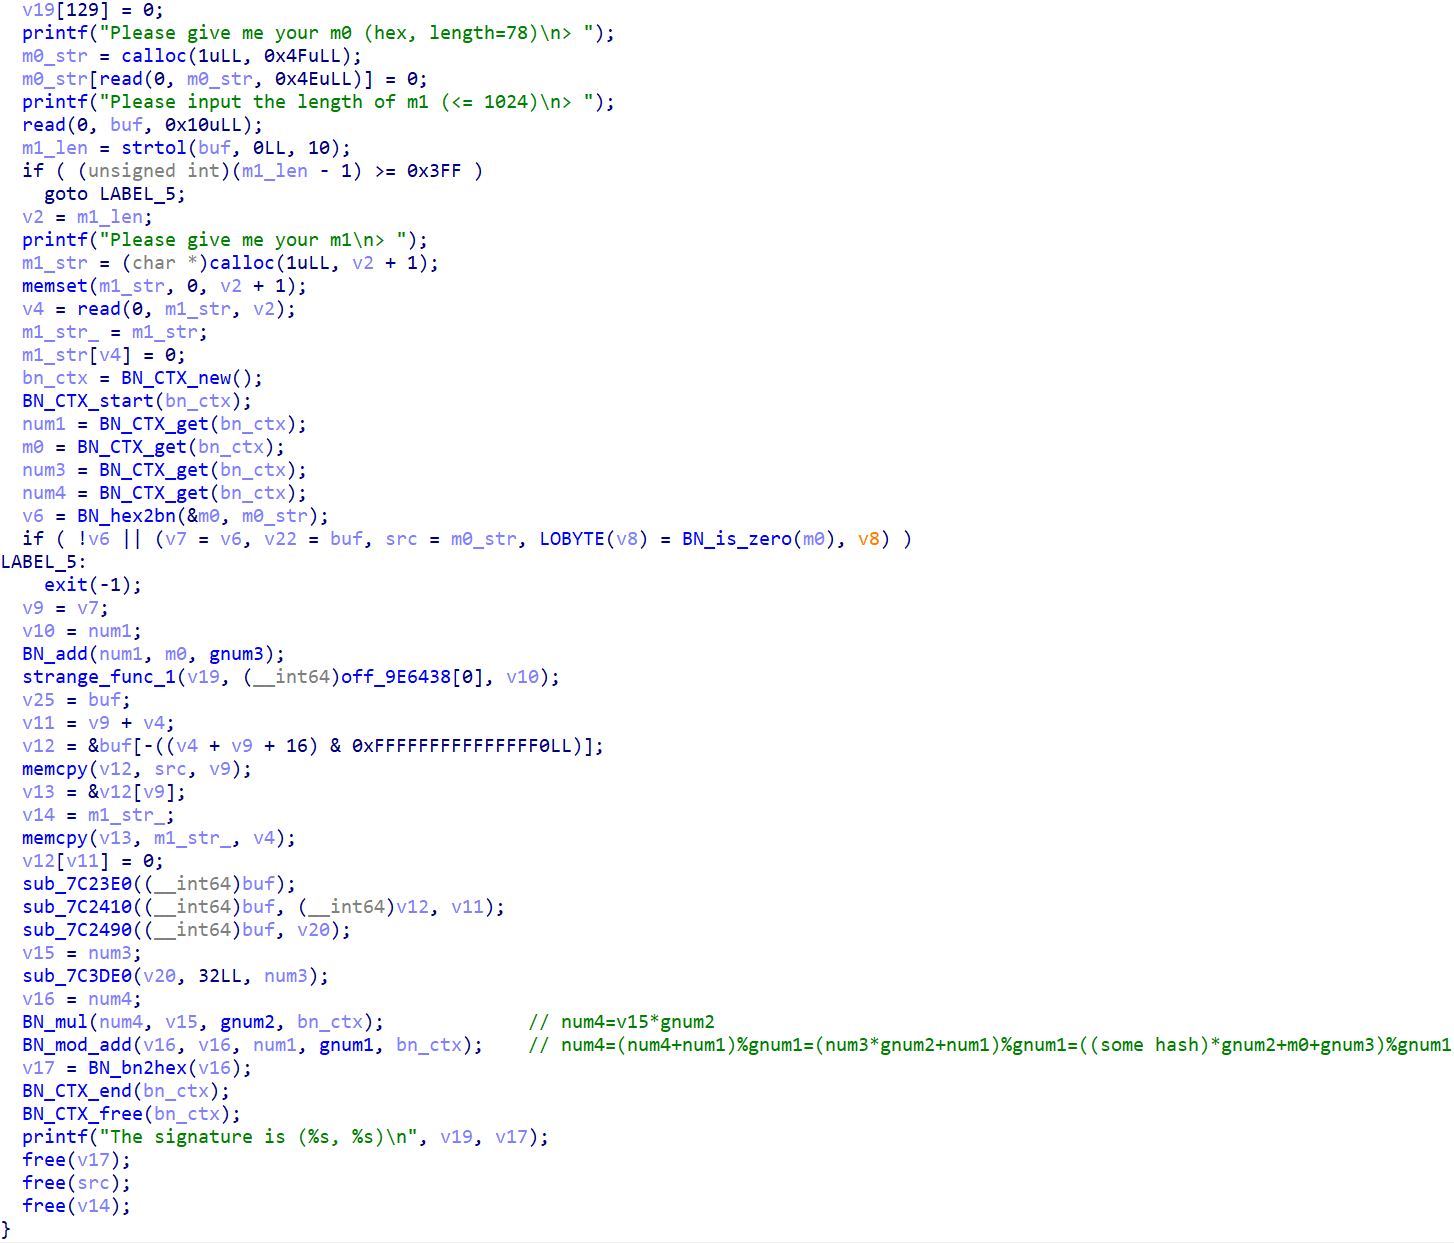 v19[129] = 0;
printf("Please give me your m0 (hex, length=78)\n> ");
m0_str = calloc(1uLL, 0x4FuLL);
m0_str[read(0, m0_str, 0x4EuLL)] = 0;
printf("Please input the length of m1 (<= 1024)\n> ");
read(0, buf, 0x10uLL);
m1_len = strtol(buf, 0LL, 10);
if ( (unsigned int)(m1_len - 1) >= 0x3FF )
goto LABEL_5;
v2 = m1_len;
printf("Please give me your m1\n> ");
m1_str = (char *)calloc(1uLL, v2 + 1);
memset(m1_str, 0, v2 + 1);
v4 = read(0, m1_str, v2);
m1_str_ = m1_str;
m1_str[v4] = 0;
bn_ctx = BN_CTX_new();
BN_CTX_start(bn_ctx);
num1 = BN_CTX_get(bn_ctx);
m0 = BN_CTX_get(bn_ctx);
num3 = BN_CTX_get(bn_ctx);
num4 = BN_CTX_get(bn_ctx);
v6 = BN_hex2bn(&m0, m0_str);
if ( !v6 || (v7 = v6, v22 = buf, src = m0_str, LOBYTE(v8) = BN_is_zero(m0), v8) )
LABEL_5:
exit(-1);
v9 = v7;
v10 = num1;
BN_add(num1, m0, gnum3);
strange_func_1(v19, (__int64)off_9E6438[0], v10);
v25 = buf;
v11 = v9 + v4;
v12 = &buf[-((v4 + v9 + 16) & 0xFFFFFFFFFFFFFFF0LL)];
memcpy(v12, src, v9);
v13 = &v12[v9];
v14 = m1_str_;
memcpy(v13, m1_str_, v4);
v12[v11] = 0;
sub_7C23E0((__int64)buf);
sub_7C2410((__int64)buf, (__int64)v12, v11);
sub_7C2490((__int64)buf, v20);
v15 = num3;
sub_7C3DE0(v20, 32LL, num3);
v16 = num4;
BN_mul(num4, v15, gnum2, bn_ctx); // num4=v15*gnum2
BN_mod_add(v16, v16, num1, gnum1, bn_ctx); // num4=(num4+num1)%gnum1=(num3*gnum2+num1)%gnum1=((some hash)*gnum2+m0+gnum3)%gnum1
v17 = BN_bn2hex(v16);
BN_CTX_end(bn_ctx);
BN_CTX_free(bn_ctx);
printf("The signature is (%s, %s)\n", v19, v17);
free(v17);
free(src);
free(v14);
}